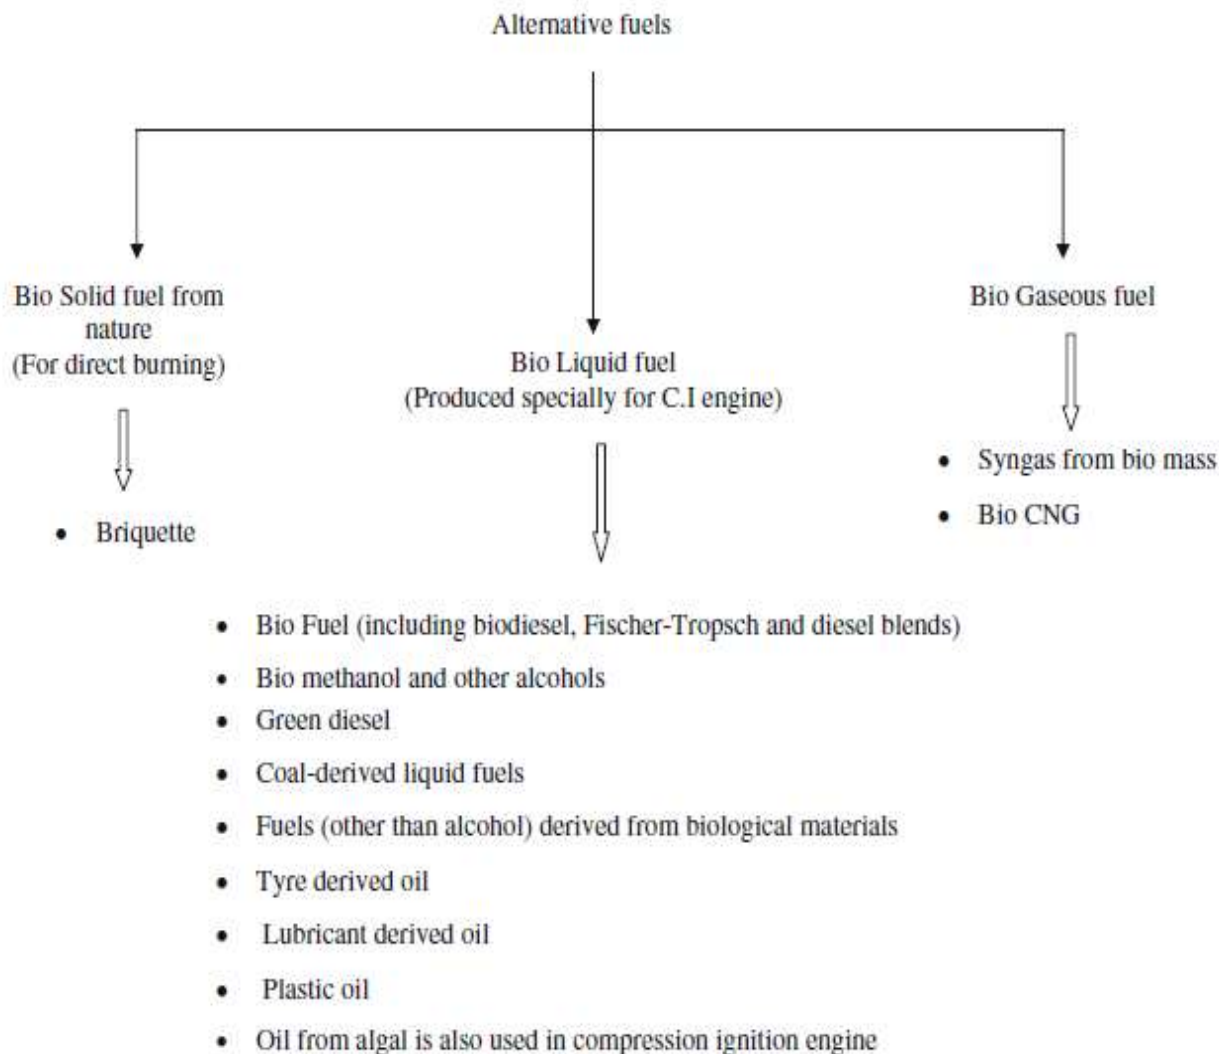 Alternative fuels
Bio Solid fuel from
nature
(For direct burning)
• Briquette
Bio Liquid fuel
(Produced specially for C.I engine)
• Bio Fuel (including biodiesel, Fischer-Tropsch and diesel blends)
• Bio methanol and other alcohols
• Green diesel
• Coal-derived liquid fuels
• Fuels (other than alcohol) derived from biological materials
• Tyre derived oil
• Lubricant derived oil
• Plastic oil
• Oil from algal is also used in compression ignition engine
Bio Gaseous fuel
• Syngas from bio mass
• Bio CNG